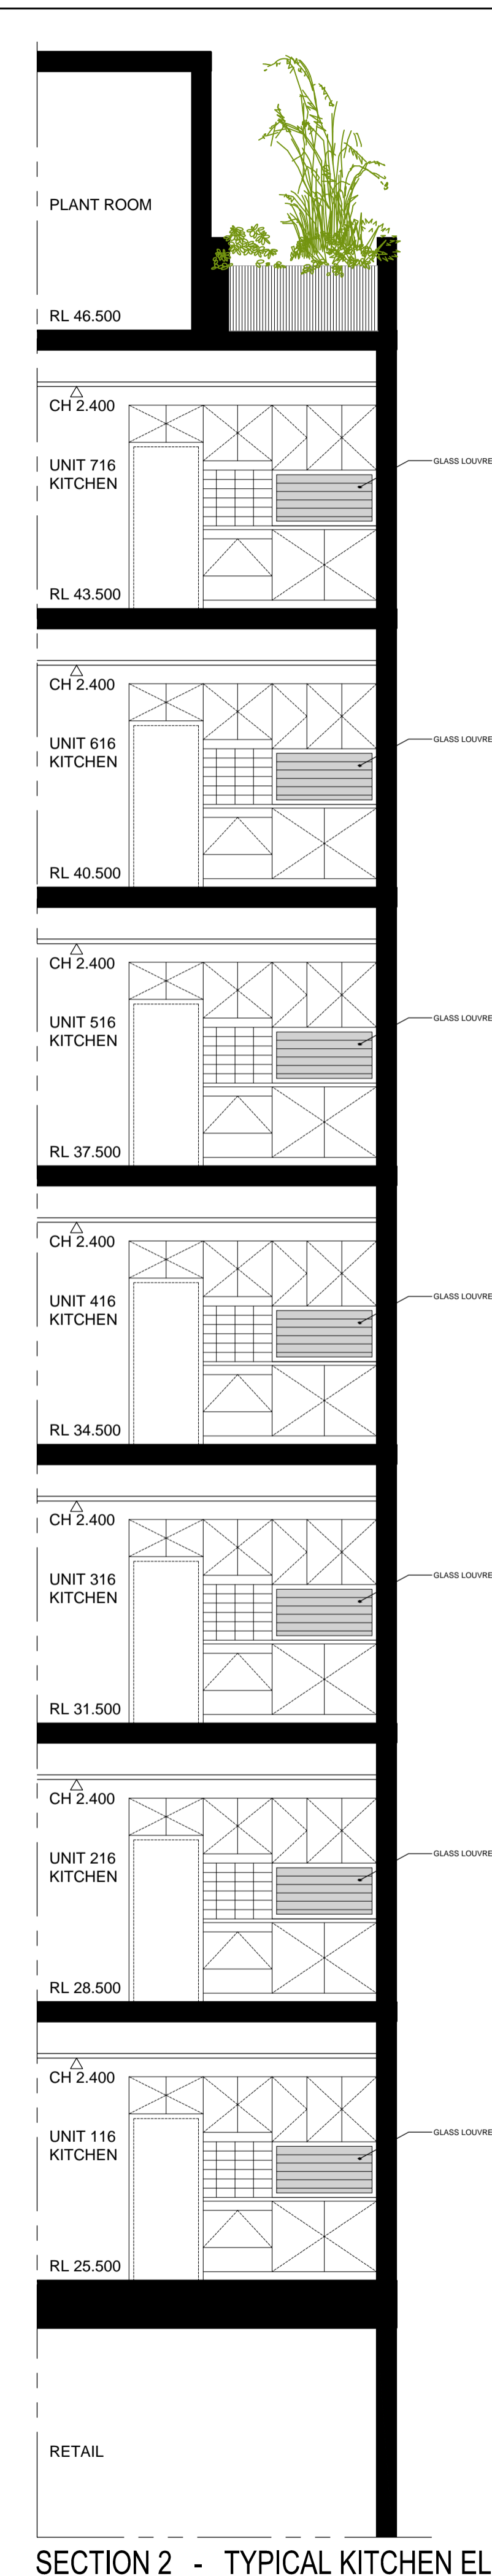 PLANT ROOM
RL 46.500
CH 2.400
UNIT 716
KITCHEN
GLASS LOUVRE
RL 43.500
CH 2.400
UNIT 616
KITCHEN
GLASS LOUVRE
RL 40.500
CH 2.400
UNIT 516
KITCHEN
GLASS LOUVRE
RL 37.500
CH 2.400
UNIT 416
KITCHEN
GLASS LOUVRE
RL 34.500
CH 2.400
UNIT 316
KITCHEN
GLASS LOUVRE
RL 31.500
CH 2.400
UNIT 216
KITCHEN
GLASS LOUVRE
RL 28.500
CH 2.400
UNIT 116
KITCHEN
GLASS LOUVRE
RL 25.500
RETAIL
SECTION 2 - TYPICAL KITCHEN EL